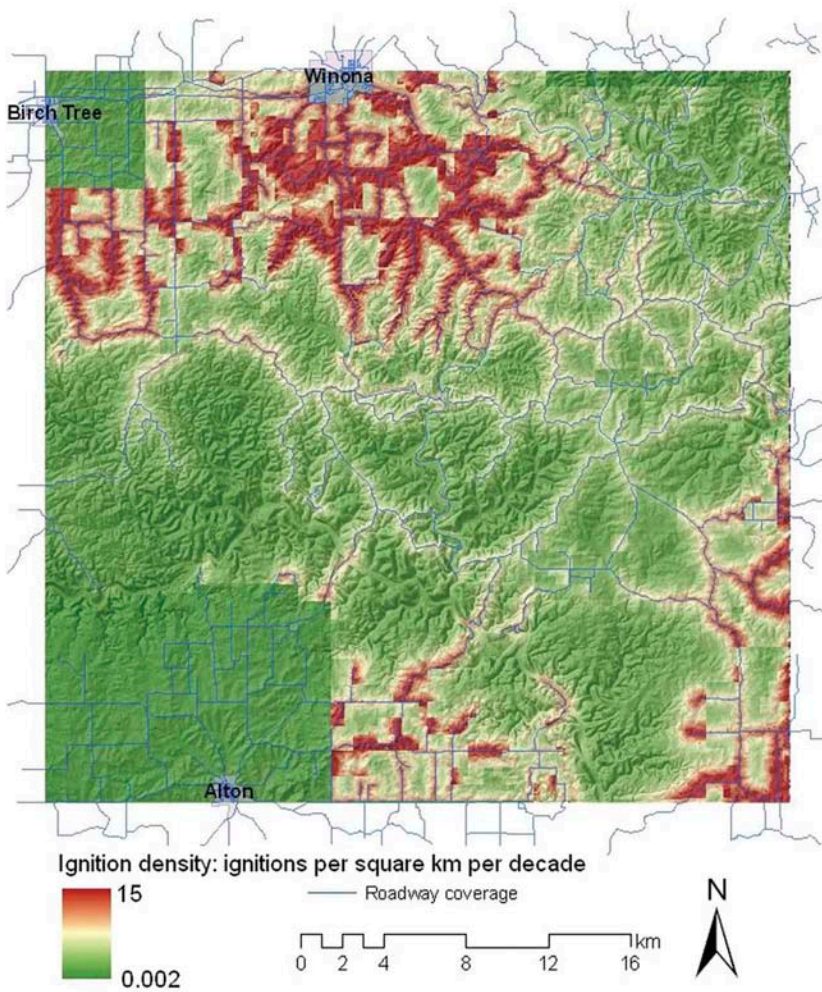 Winona
Birch Tree
Alton
Ignition density: ignitions per square km per decade
15
Roadway coverage
N
km
0 2 4 8 12 16
0.002